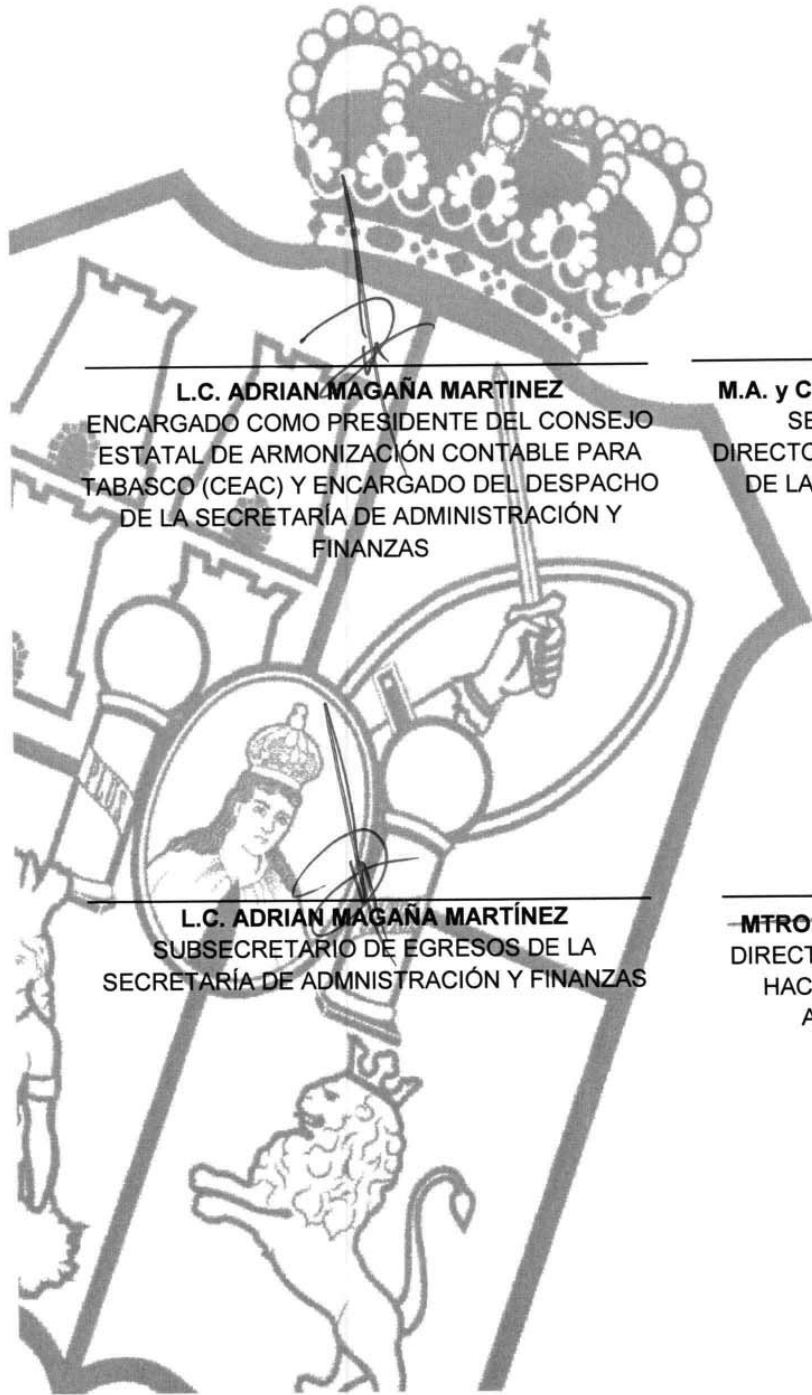 L.C. ADRIAN MAGAÑA MARTINEZ
ENCARGADO COMO PRESIDENTE DEL CONSEJO
ESTATAL DE ARMONIZACIÓN CONTABLE PARA
TABASCO (CEAC) Y ENCARGADO DEL DESPACHO
DE LA SECRETARÍA DE ADMINISTRACIÓN Y
FINANZAS
M.A. y C
SE
DIRECTO
DE LA
PLUS
L.C. ADRIAN MAGAÑA MARTÍNEZ
SUBSECRETARIO DE EGRESOS DE LA
SECRETARÍA DE ADMNISTRACIÓN Y FINANZAS
MTRO
DIRECT
HAC
A